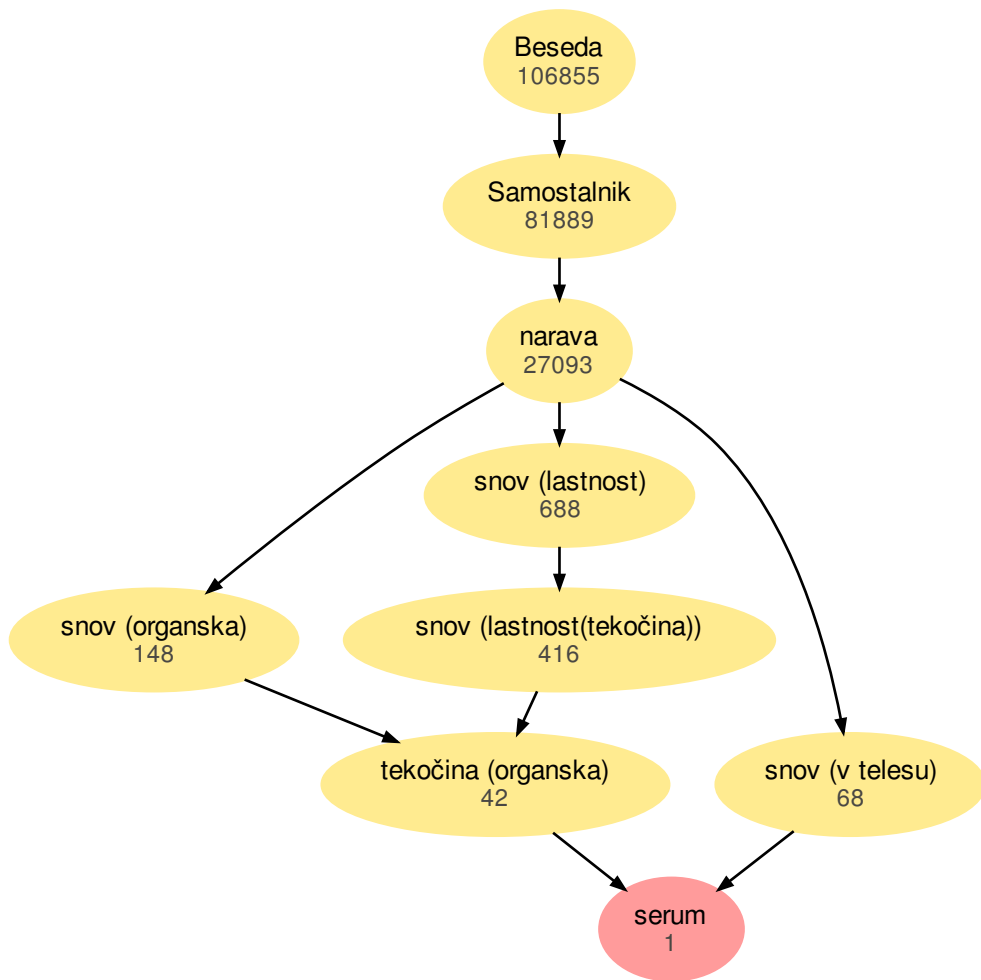 Beseda
106855
Samostalnik
81889
narava
27093
snov (lastnost)
688
snov (organska)
148
snov (lastnost(tekočina))
416
tekočina (organska)
42
snov (v telesu)
68
serum
1